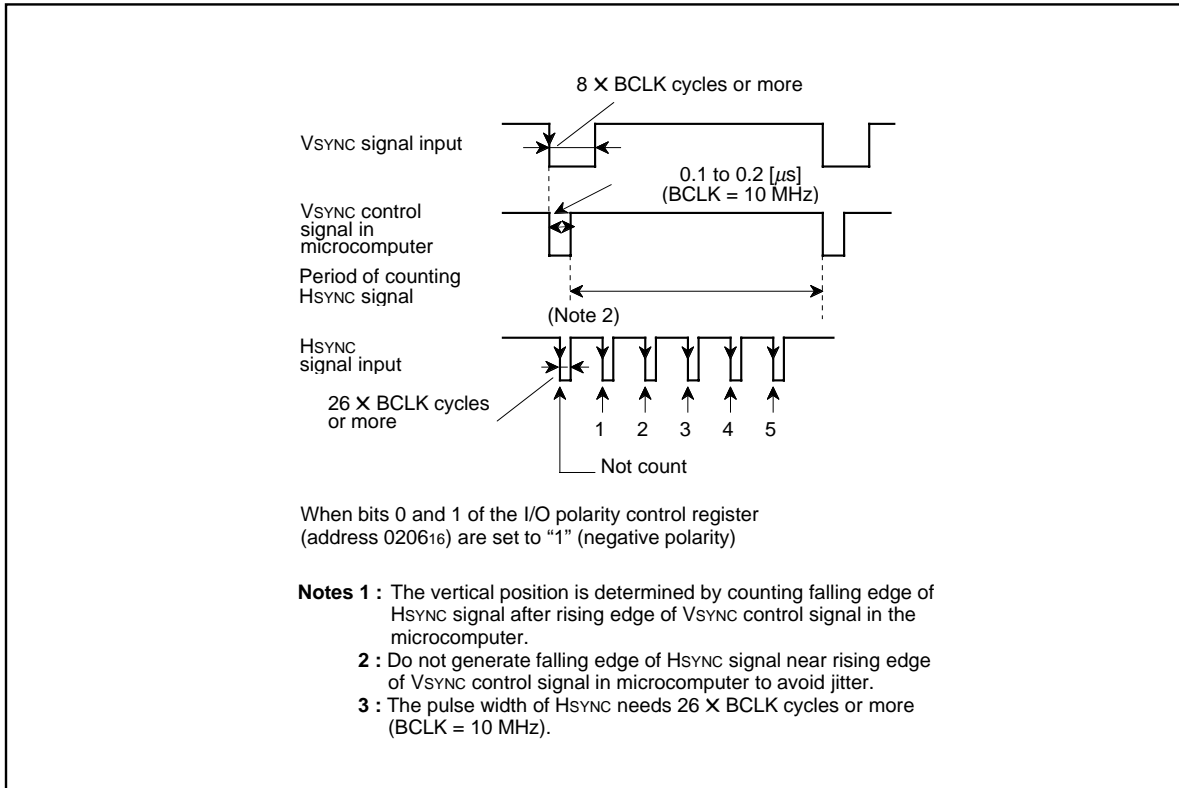 8 × BCLK cycles or more
VSYNC signal input
0.1 to 0.2 [μs]
(BCLK = 10 MHz)
VSYNC control
signal in
microcomputer
Period of counting
HSYNC signal
(Note 2)
HSYNC
signal input
26 × BCLK cycles
or more
1 2 3 4 5
Not count
When bits 0 and 1 of the I/O polarity control register
(address 020616) are set to “1” (negative polarity)
Notes 1 : The vertical position is determined by counting falling edge of
HSYNC signal after rising edge of VSYNC control signal in the
microcomputer.
2 : Do not generate falling edge of HSYNC signal near rising edge
of VSYNC control signal in microcomputer to avoid jitter.
3 : The pulse width of HSYNC needs 26 × BCLK cycles or more
(BCLK = 10 MHz).